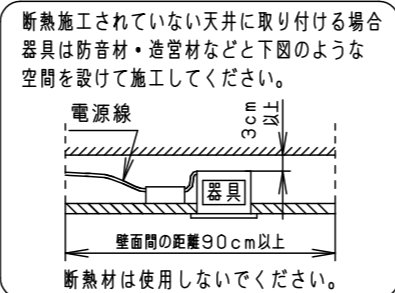 断熱施工されていない天井に取り付ける場合
器具は防音材・造営材などと下図のような
空間を設けて施工してください。
電源線
3cm
以上
器具
壁面間の距離90cm以上
断熱材は使用しないでください。